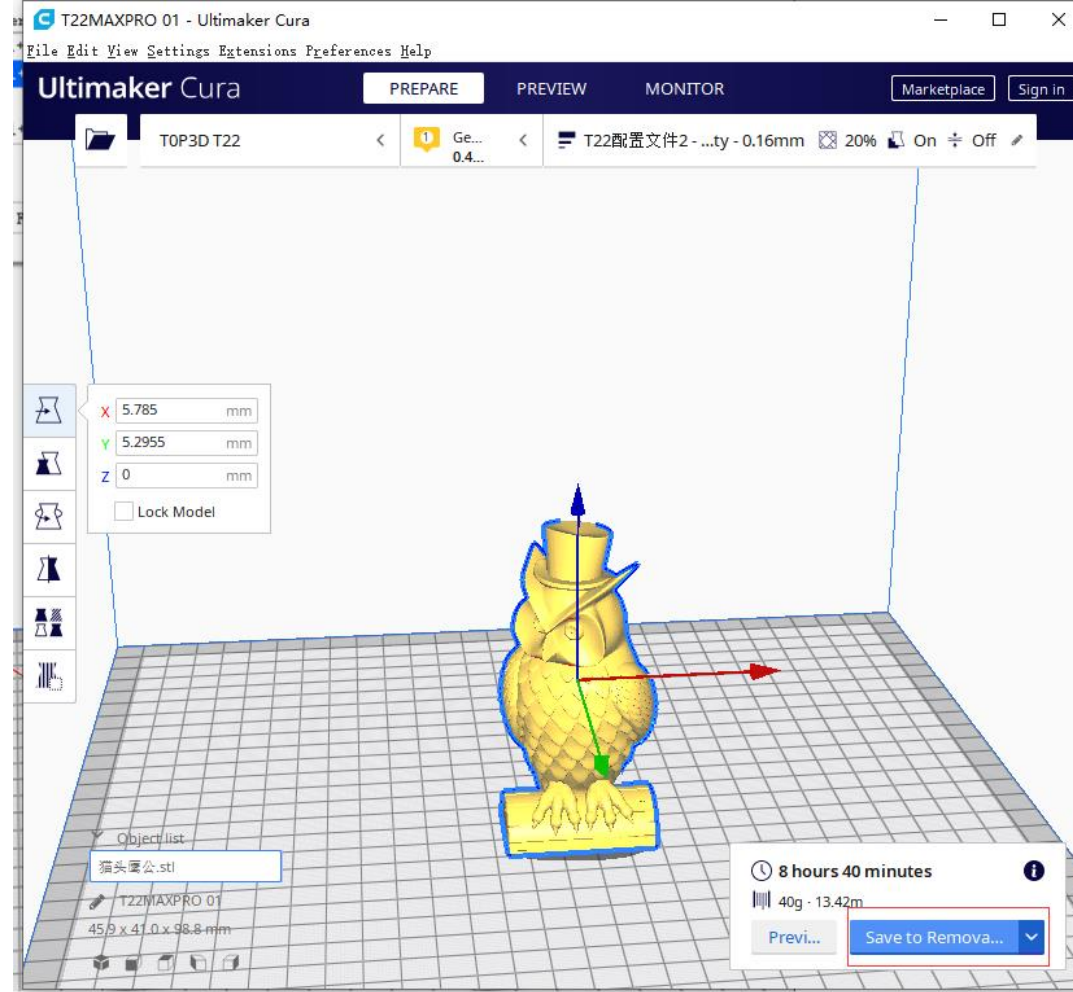 T22MAXPRO 01 - Ultimaker Cura
File Edit View Settings Extensions Preferences Help
Ultimaker Cura PREPARE PREVIEW MONITOR Marketplace Sign in
T0P3D T22 1 Ge... 0.4... T22配置文件2 - ...ty - 0.16mm 20% On Off
X 5.785 mm
Y 5.2955 mm
Z 0 mm
Lock Model
Object list
猫头鹰公.stl
T22MAXPRO 01
45.9 x 41.0 x 98.8 mm
8 hours 40 minutes
40g · 13.42m
Previ... Save to Remova...